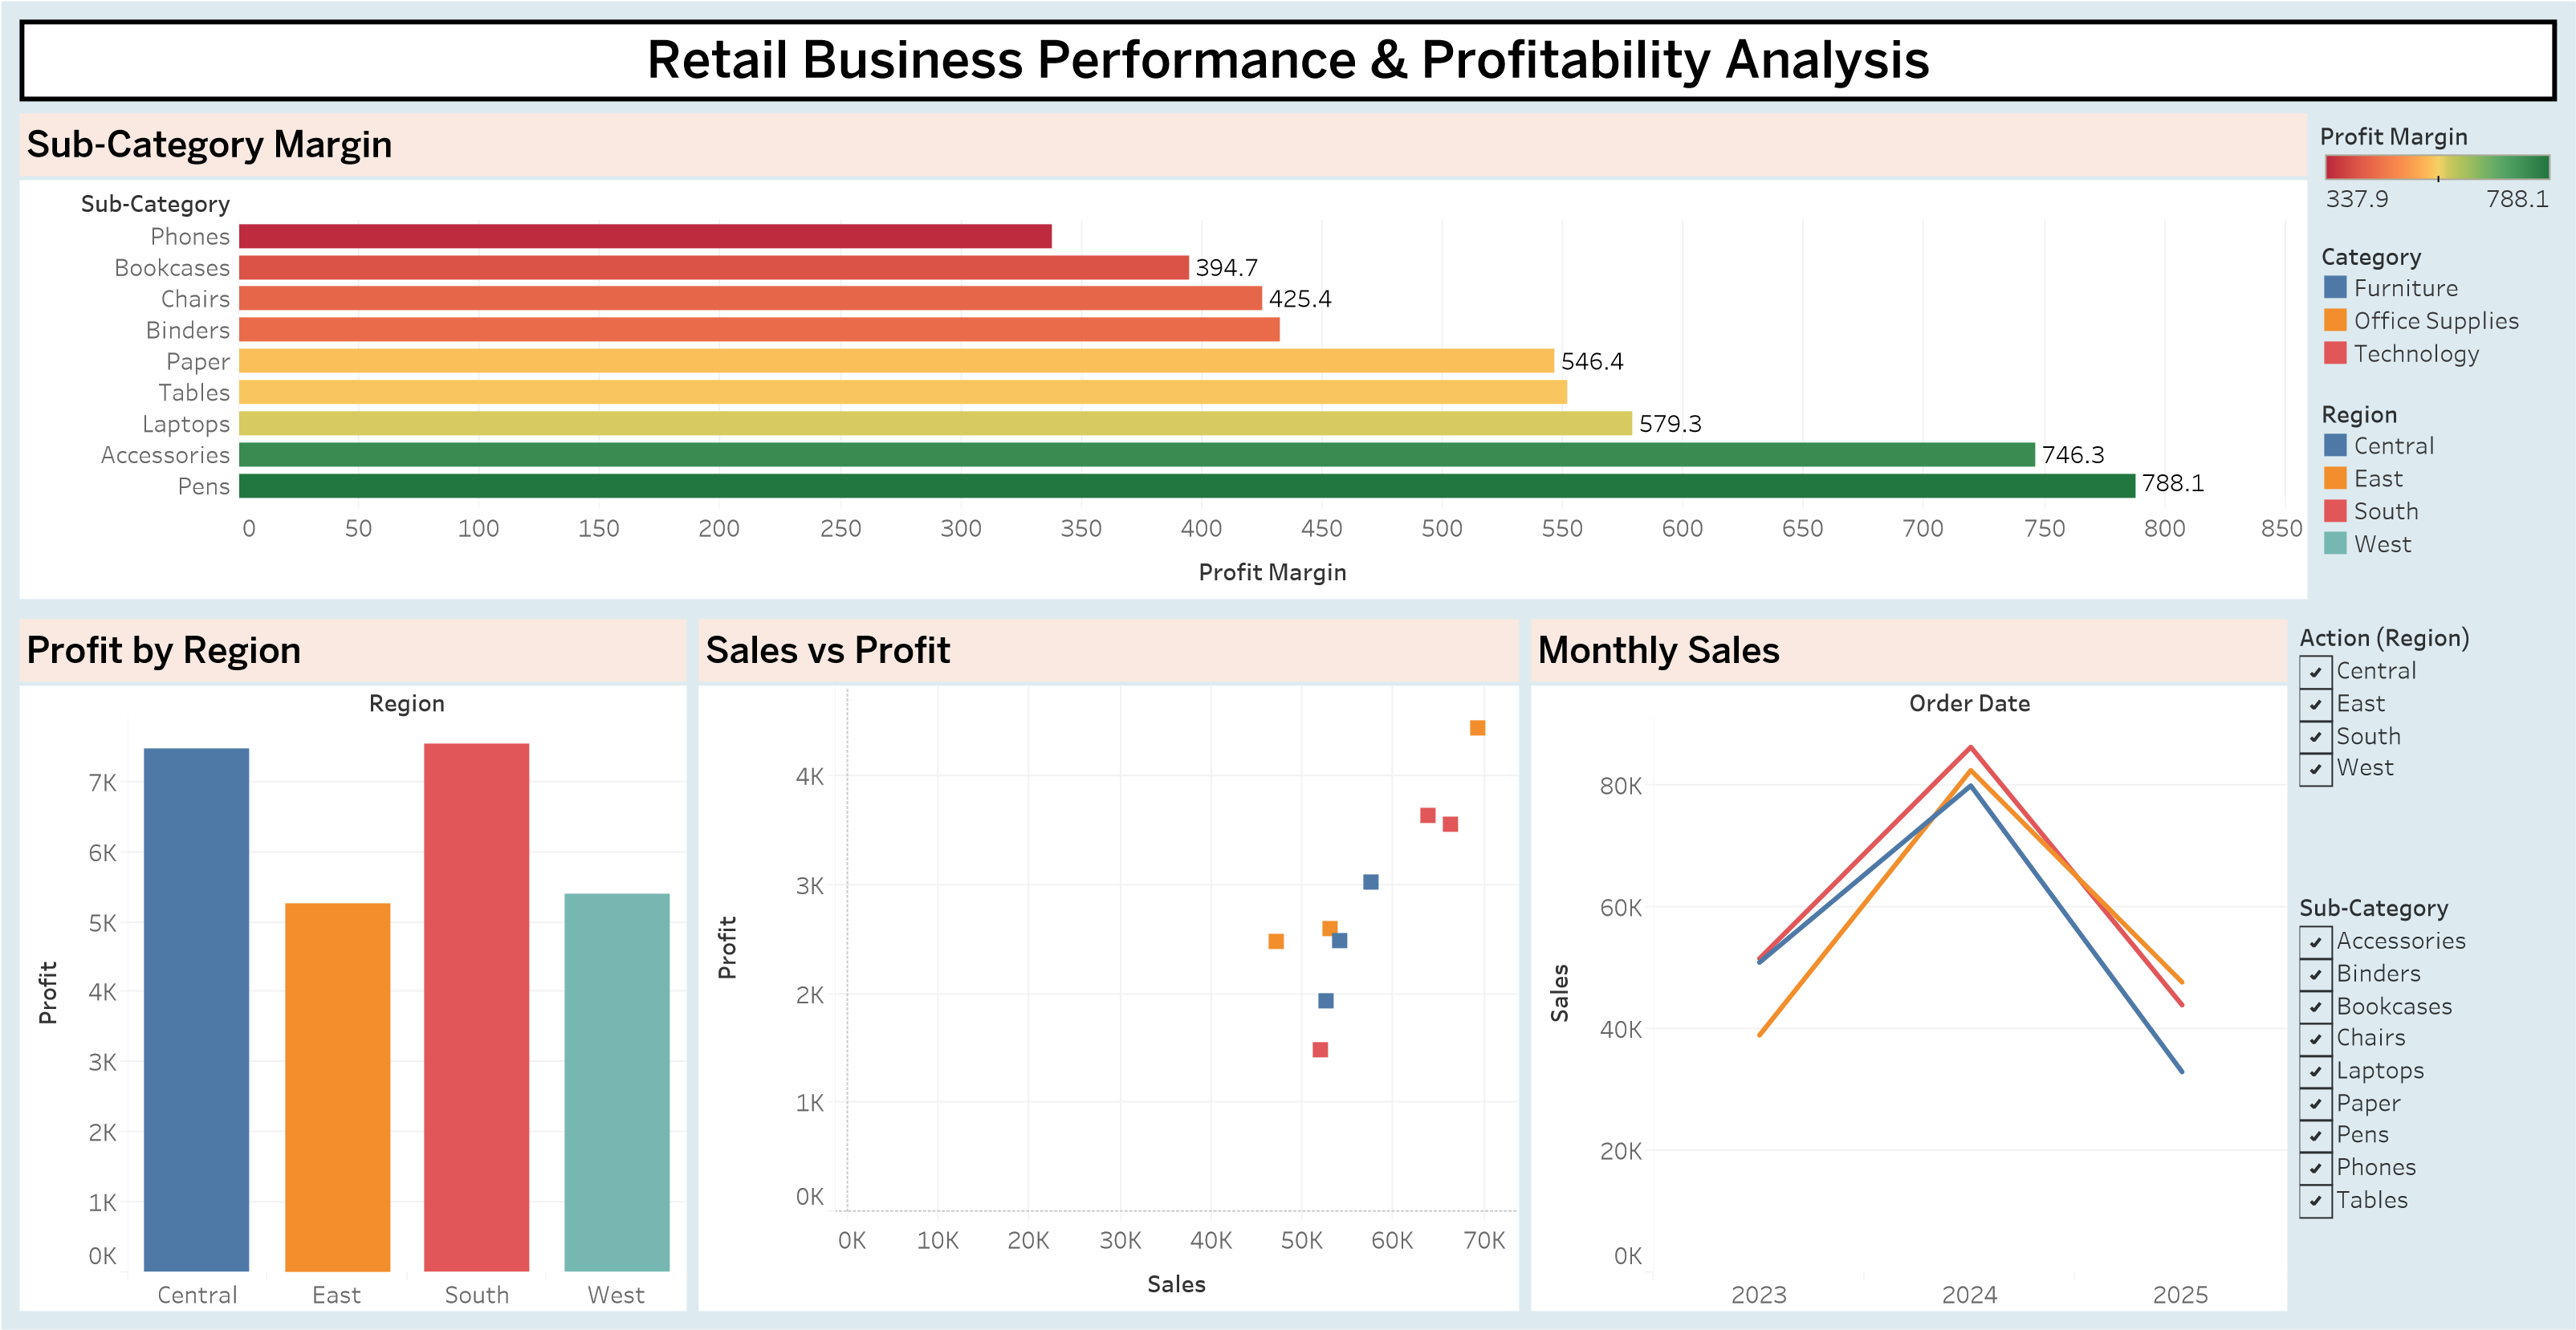 Retail Business Performance & Profitability Analysis
Sub-Category Margin
Sub-Category
Phones
Bookcases 394.7
Chairs 425.4
Binders
Paper 546.4
Tables
Laptops 579.3
Accessories 746.3
Pens 788.1
0 50 100 150 200 250 300 350 400 450 500 550 600 650 700 750 800 850
Profit Margin
Profit Margin
337.9 788.1
Category
Furniture
Office Supplies
Technology
Region
Central
East
South
West
Profit by Region
Region
Profit
7K
6K
5K
4K
3K
2K
1K
0K
Central East South West
Sales vs Profit
Profit
4K
3K
2K
1K
0K
0K 10K 20K 30K 40K 50K 60K 70K
Sales
Monthly Sales
Order Date
Sales
80K
60K
40K
20K
0K
2023 2024 2025
Action (Region)
Central
East
South
West
Sub-Category
Accessories
Binders
Bookcases
Chairs
Laptops
Paper
Pens
Phones
Tables